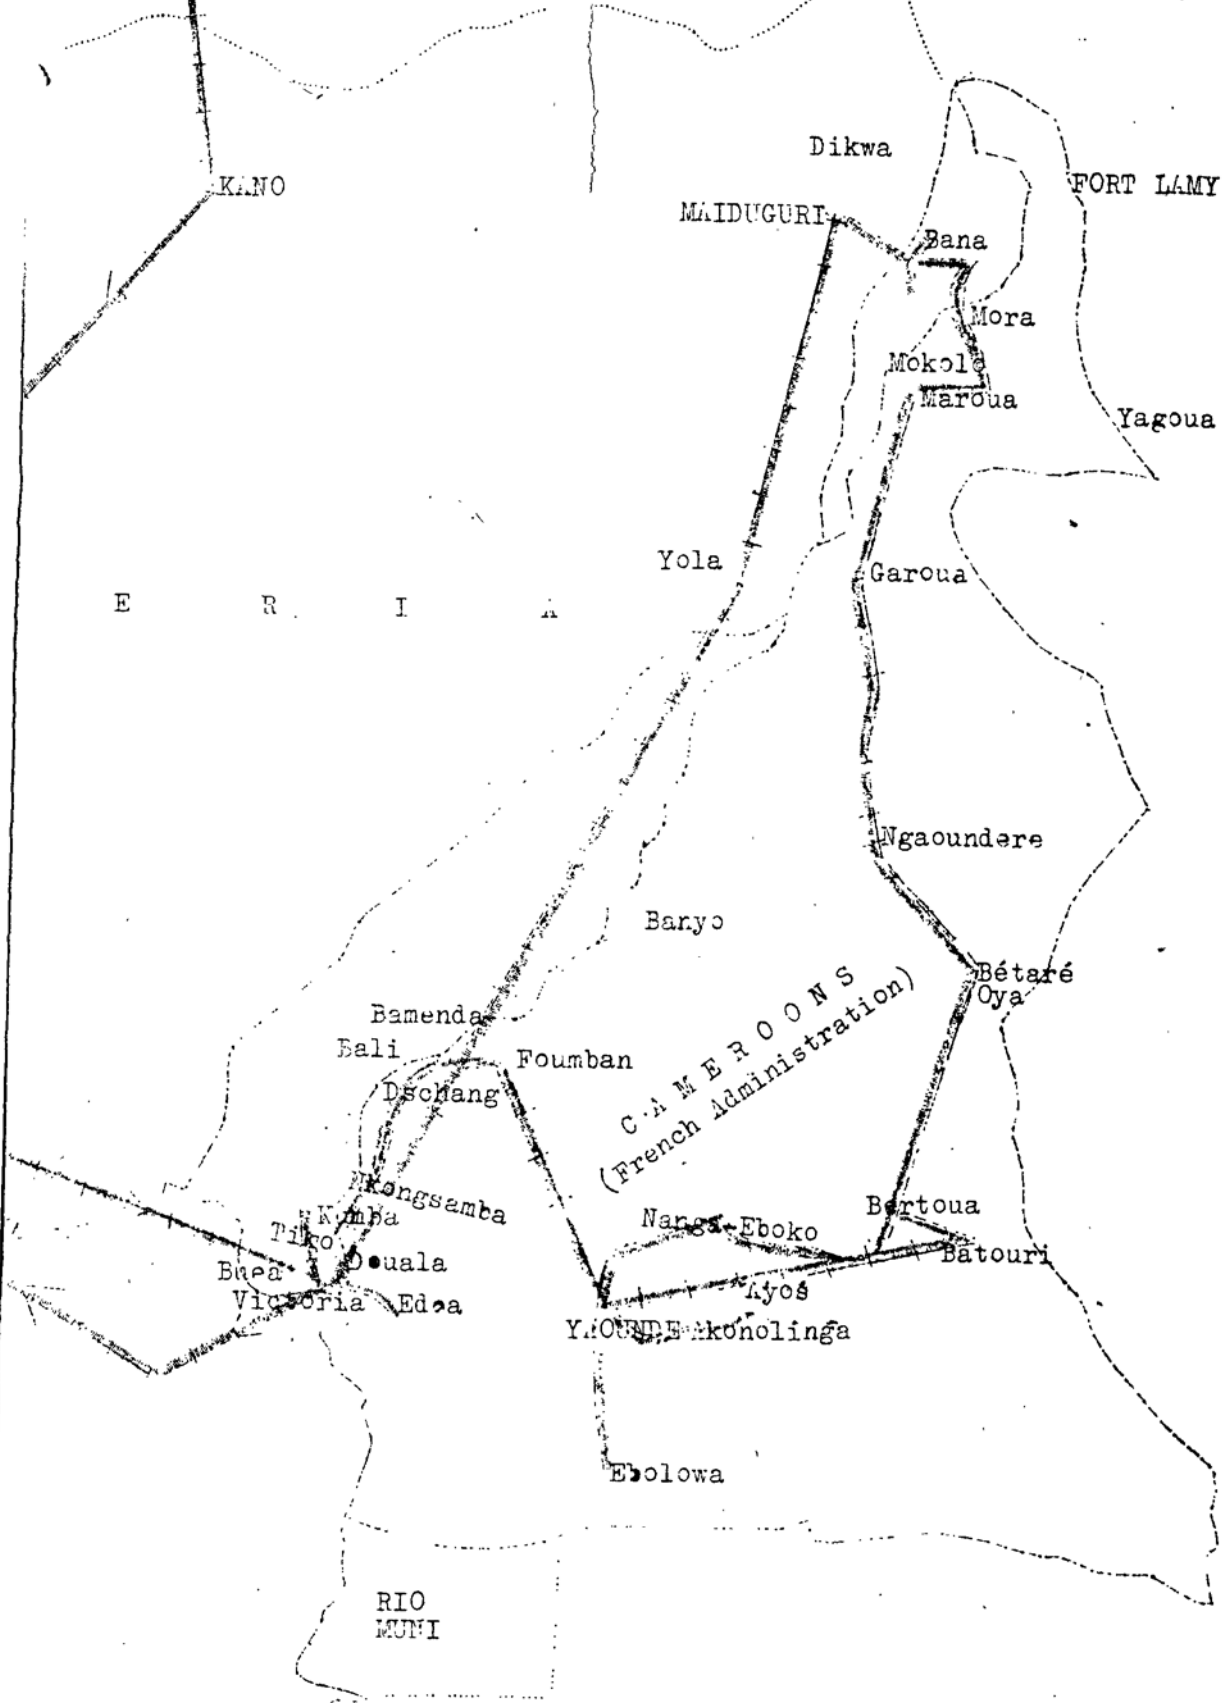 Dikwa
KANO
FORT LAMY
MAIDUGURI
Bana
Mora
Mokolo
Maroua
Yagoua
Yola
Garoua
E R I A
Ngaoundere
Banyo
Bétaré
Oya
Bamenda
Bali
Foumban
Dschang
CAMEROONS
(French Administration)
Nkongsamba
Kumba
Tiko
Bertoua
Nanga-Eboko
Batouri
Douala
Buea
Victoria
Edea
Ayos
YAOUNDE
Akonolinga
Ebolowa
RIO
MUNI